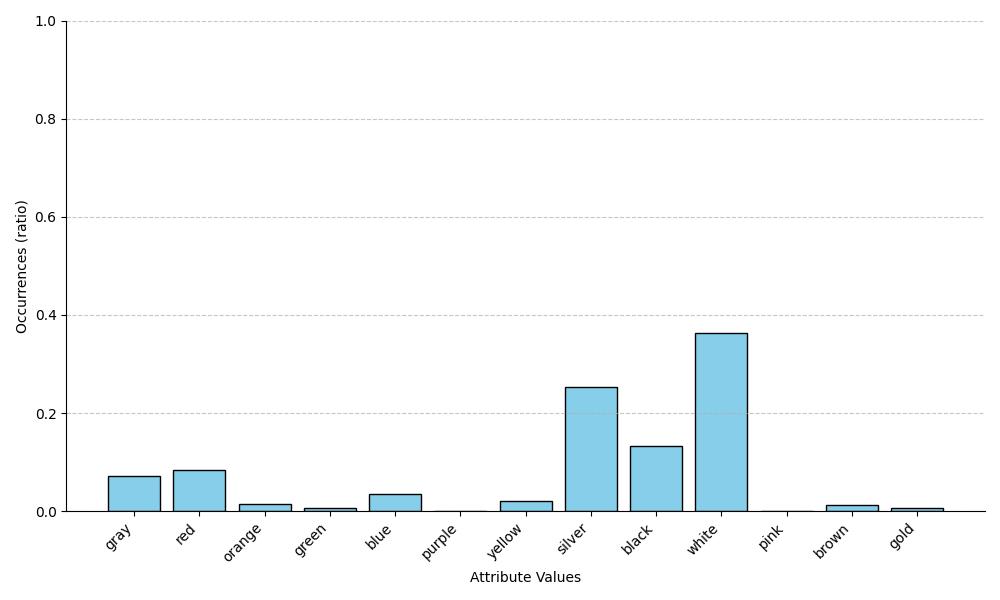 1.0
0.8
0.6
0.4
0.2
0.0
Occurrences (ratio)
gray
red
orange
green
blue
purple
yellow
silver
black
white
pink
brown
gold
Attribute Values